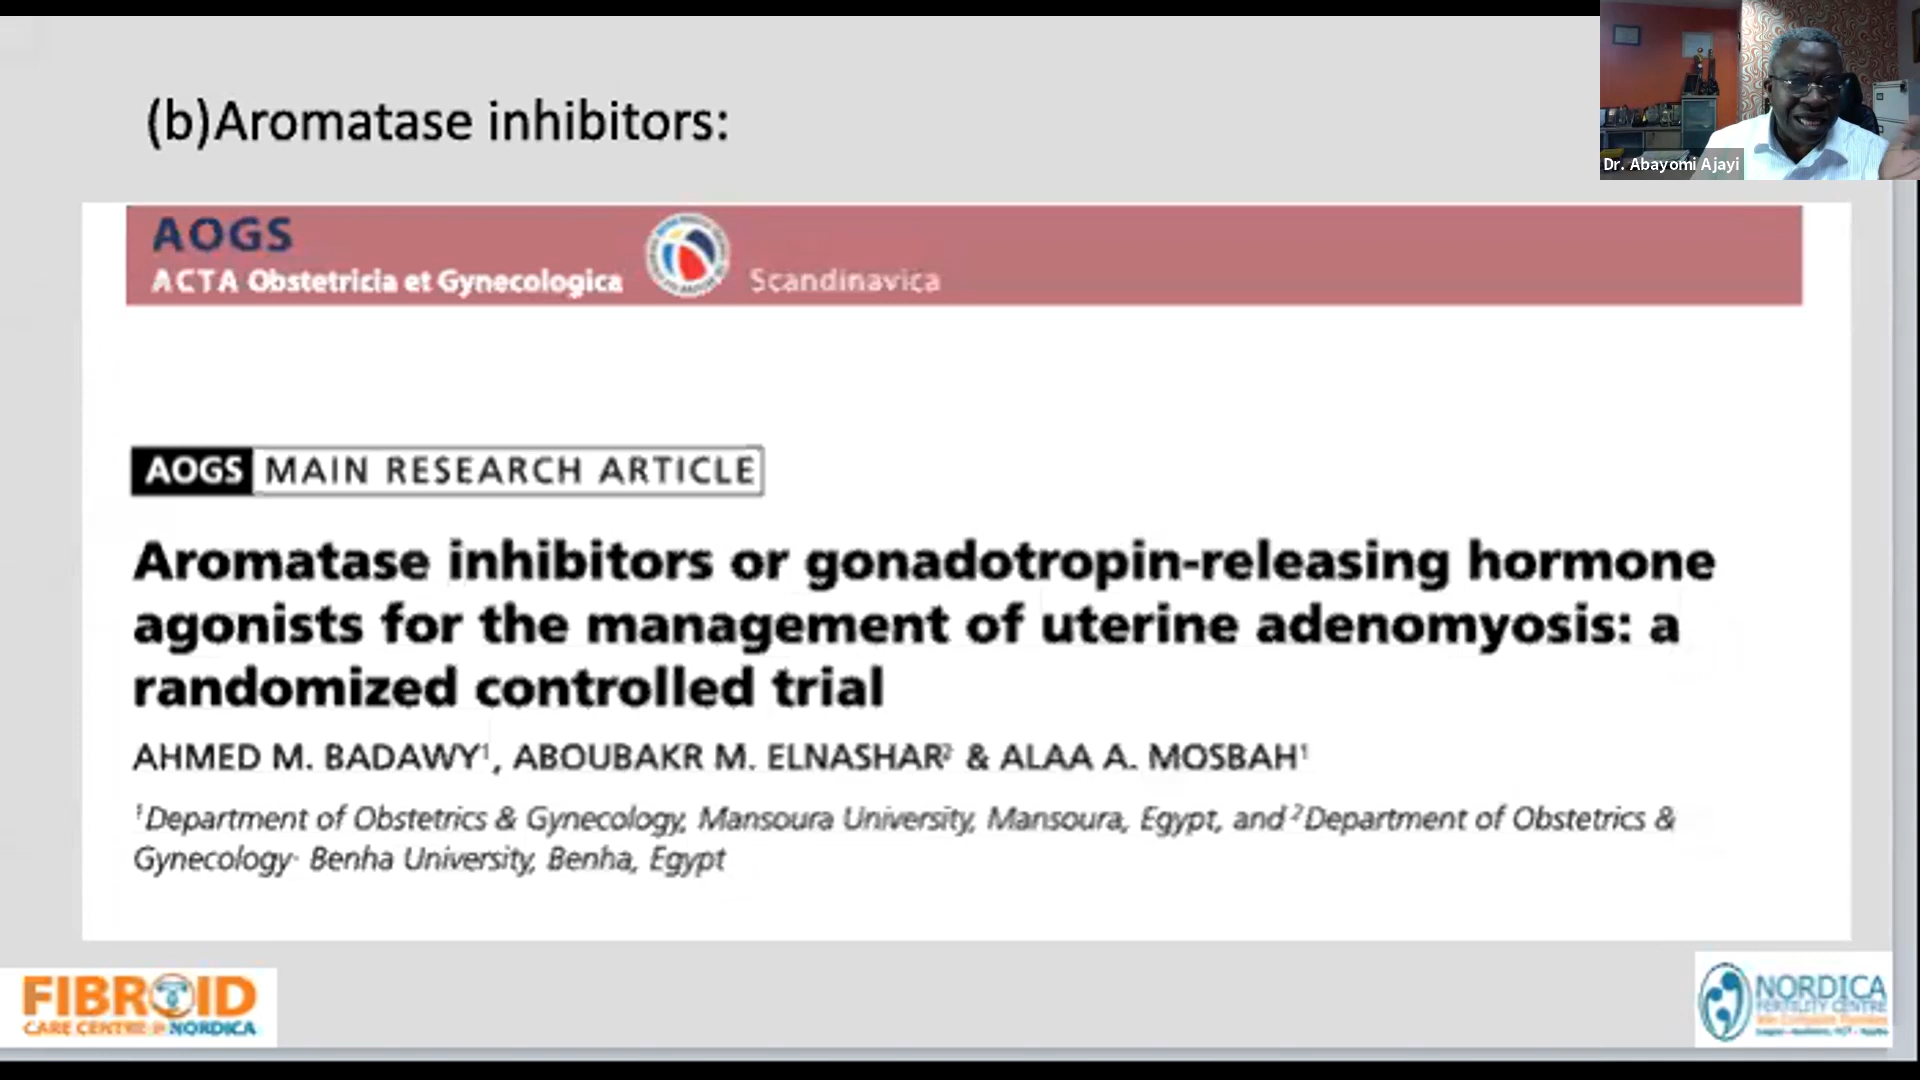 (b)Aromatase inhibitors:
Dr. Abayomi Ajayi
AOGS
ACTA Obstetricia et Gynecologica Scandinavica
AOGS MAIN RESEARCH ARTICLE
Aromatase inhibitors or gonadotropin-releasing hormone
agonists for the management of uterine adenomyosis: a
randomized controlled trial
AHMED M. BADAWY¹, ABOUBAKR M. ELNASHAR² & ALAA A. MOSBAH¹
¹Department of Obstetrics & Gynecology, Mansoura University, Mansoura, Egypt, and ²Department of Obstetrics &
Gynecology· Benha University, Benha, Egypt
FIBROID
CARE CENTRE @ NORDICA
NORDICA
FERTILITY CENTRE